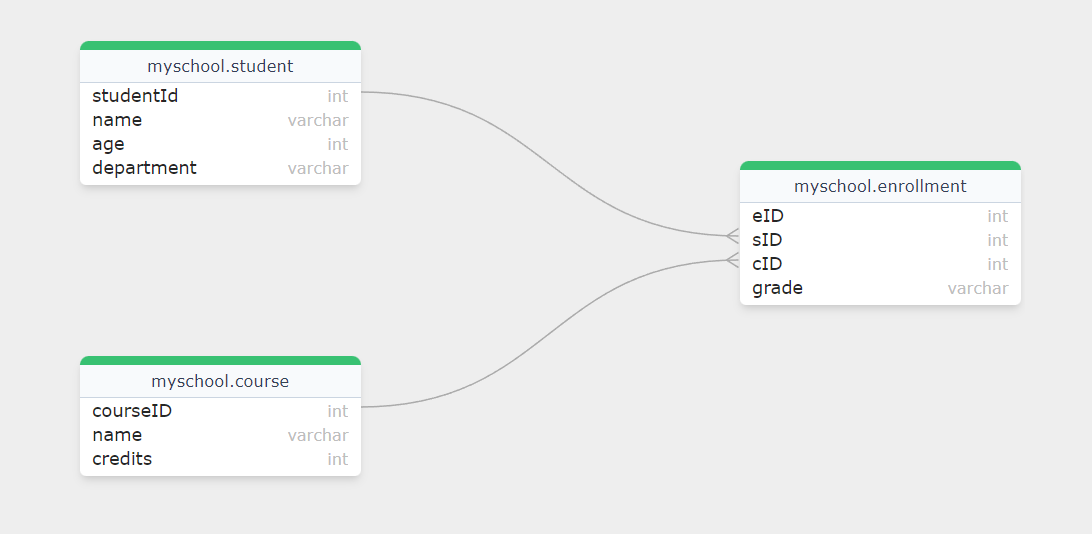 myschool.student
studentId int
name varchar
age int
department varchar
myschool.enrollment
eID int
sID int
cID int
grade varchar
myschool.course
courseID int
name varchar
credits int